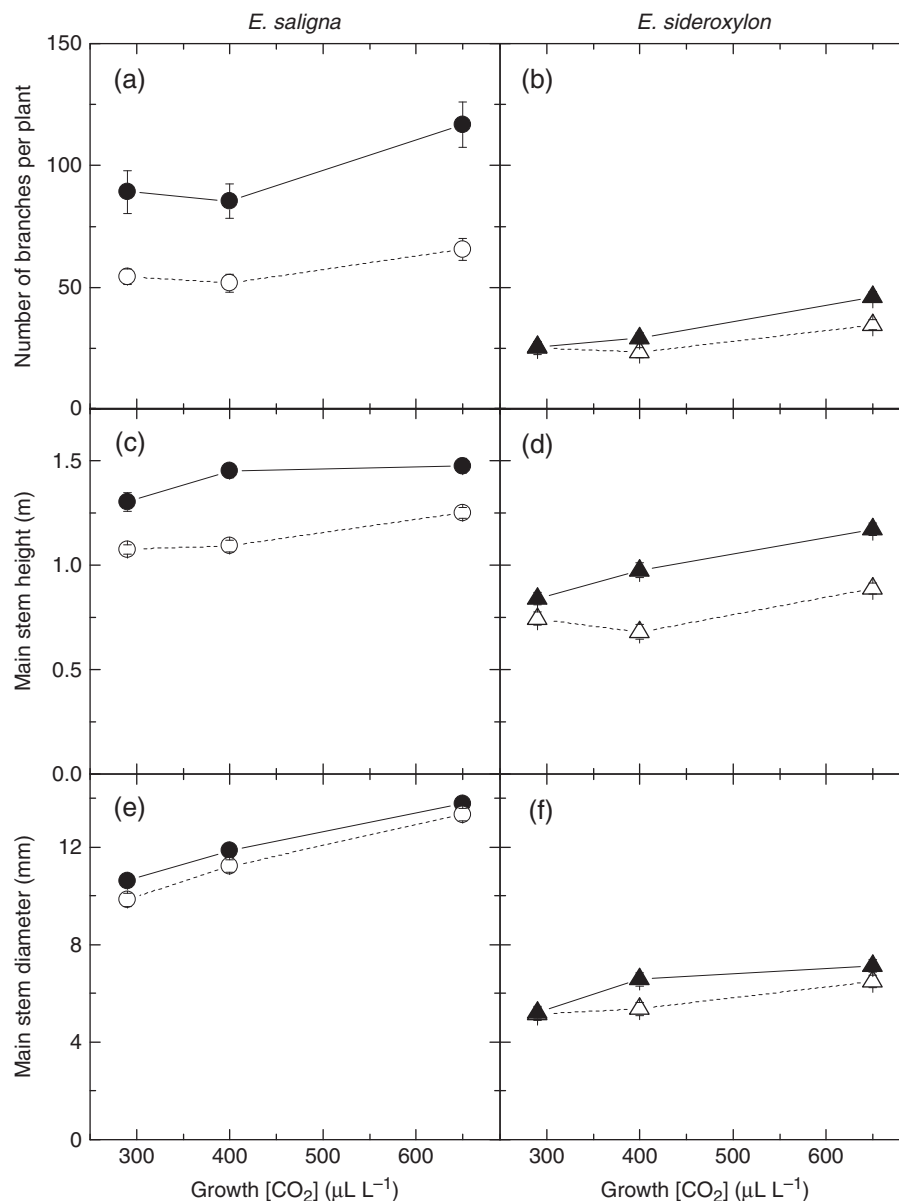 E. saligna
E. sideroxylon
150
(a)
(b)
100
50
0
Number of branches per plant
(c)
(d)
1.5
1.0
0.5
0.0
Main stem height (m)
(e)
(f)
12
8
4
0
Main stem diameter (mm)
300 400 500 600
300 400 500 600
Growth [CO₂] (μL L⁻¹)
Growth [CO₂] (μL L⁻¹)